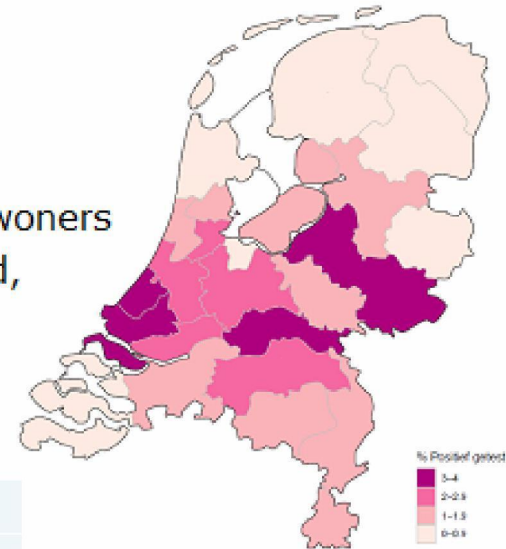 woners
d,
% Positief getest
3-4
2-2.9
1-1.9
0-0.9